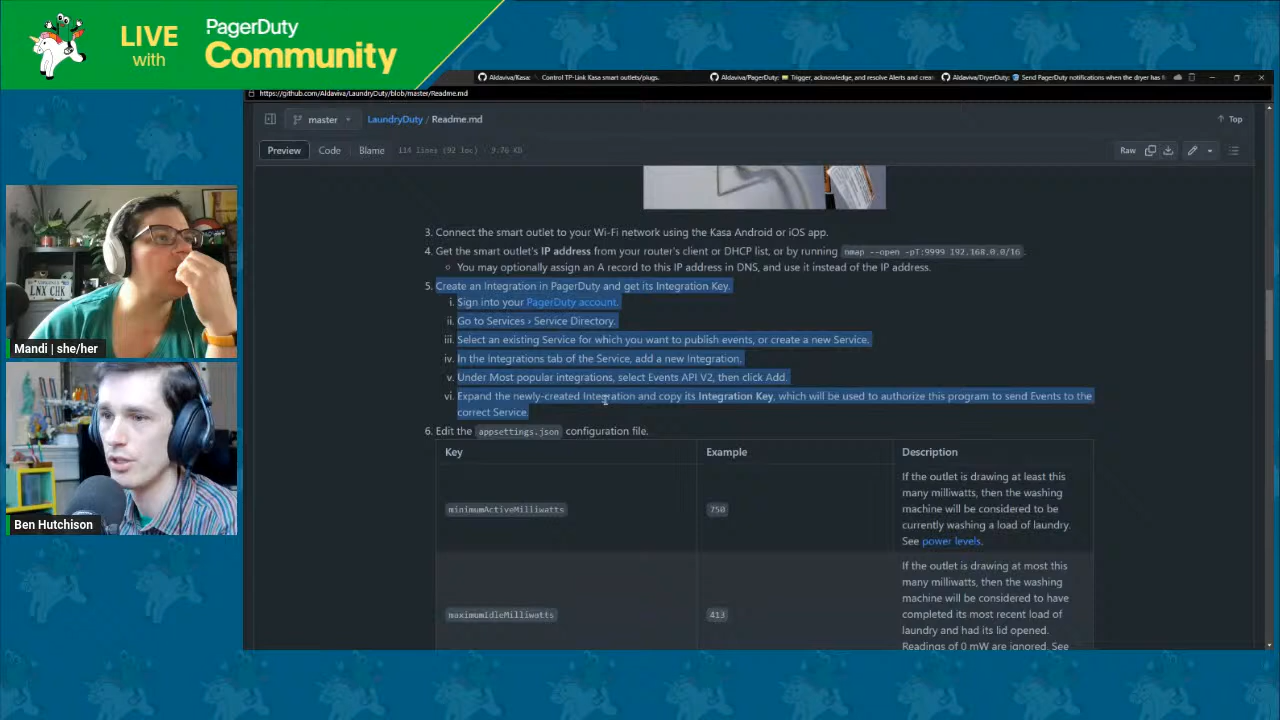 LIVE
with
PagerDuty
Community
Aldaviva/Kasa: Control TP-Link Kasa smart outlets/plugs.
Aldaviva/PagerDuty: Trigger, acknowledge, and resolve Alerts and crea
Aldaviva/DryerDuty: Send PagerDuty notifications when the dryer has f
https://github.com/Aldaviva/LaundryDuty/blob/master/Readme.md
master
LaundryDuty / Readme.md
Top
Preview
Code
Blame
114 lines (92 loc) · 9.76 KB
Raw
3. Connect the smart outlet to your Wi-Fi network using the Kasa Android or iOS app.
4. Get the smart outlet's IP address from your router's client or DHCP list, or by running nmap --open -pT:9999 192.168.0.0/16.
You may optionally assign an A record to this IP address in DNS, and use it instead of the IP address.
5. Create an Integration in PagerDuty and get its Integration Key.
i. Sign into your PagerDuty account.
ii. Go to Services › Service Directory.
iii. Select an existing Service for which you want to publish events, or create a new Service.
iv. In the Integrations tab of the Service, add a new Integration.
v. Under Most popular integrations, select Events API V2, then click Add.
vi. Expand the newly-created Integration and copy its Integration Key, which will be used to authorize this program to send Events to the
correct Service.
6. Edit the appsettings.json configuration file.
Key
Example
Description
minimumActiveMilliwatts
750
If the outlet is drawing at least this
many milliwatts, then the washing
machine will be considered to be
currently washing a load of laundry.
See power levels.
maximumIdleMilliwatts
413
If the outlet is drawing at most this
many milliwatts, then the washing
machine will be considered to have
completed its most recent load of
laundry and had its lid opened.
Readings of 0 mW are ignored. See
LNX CHK
Mandi | she/her
Ben Hutchison